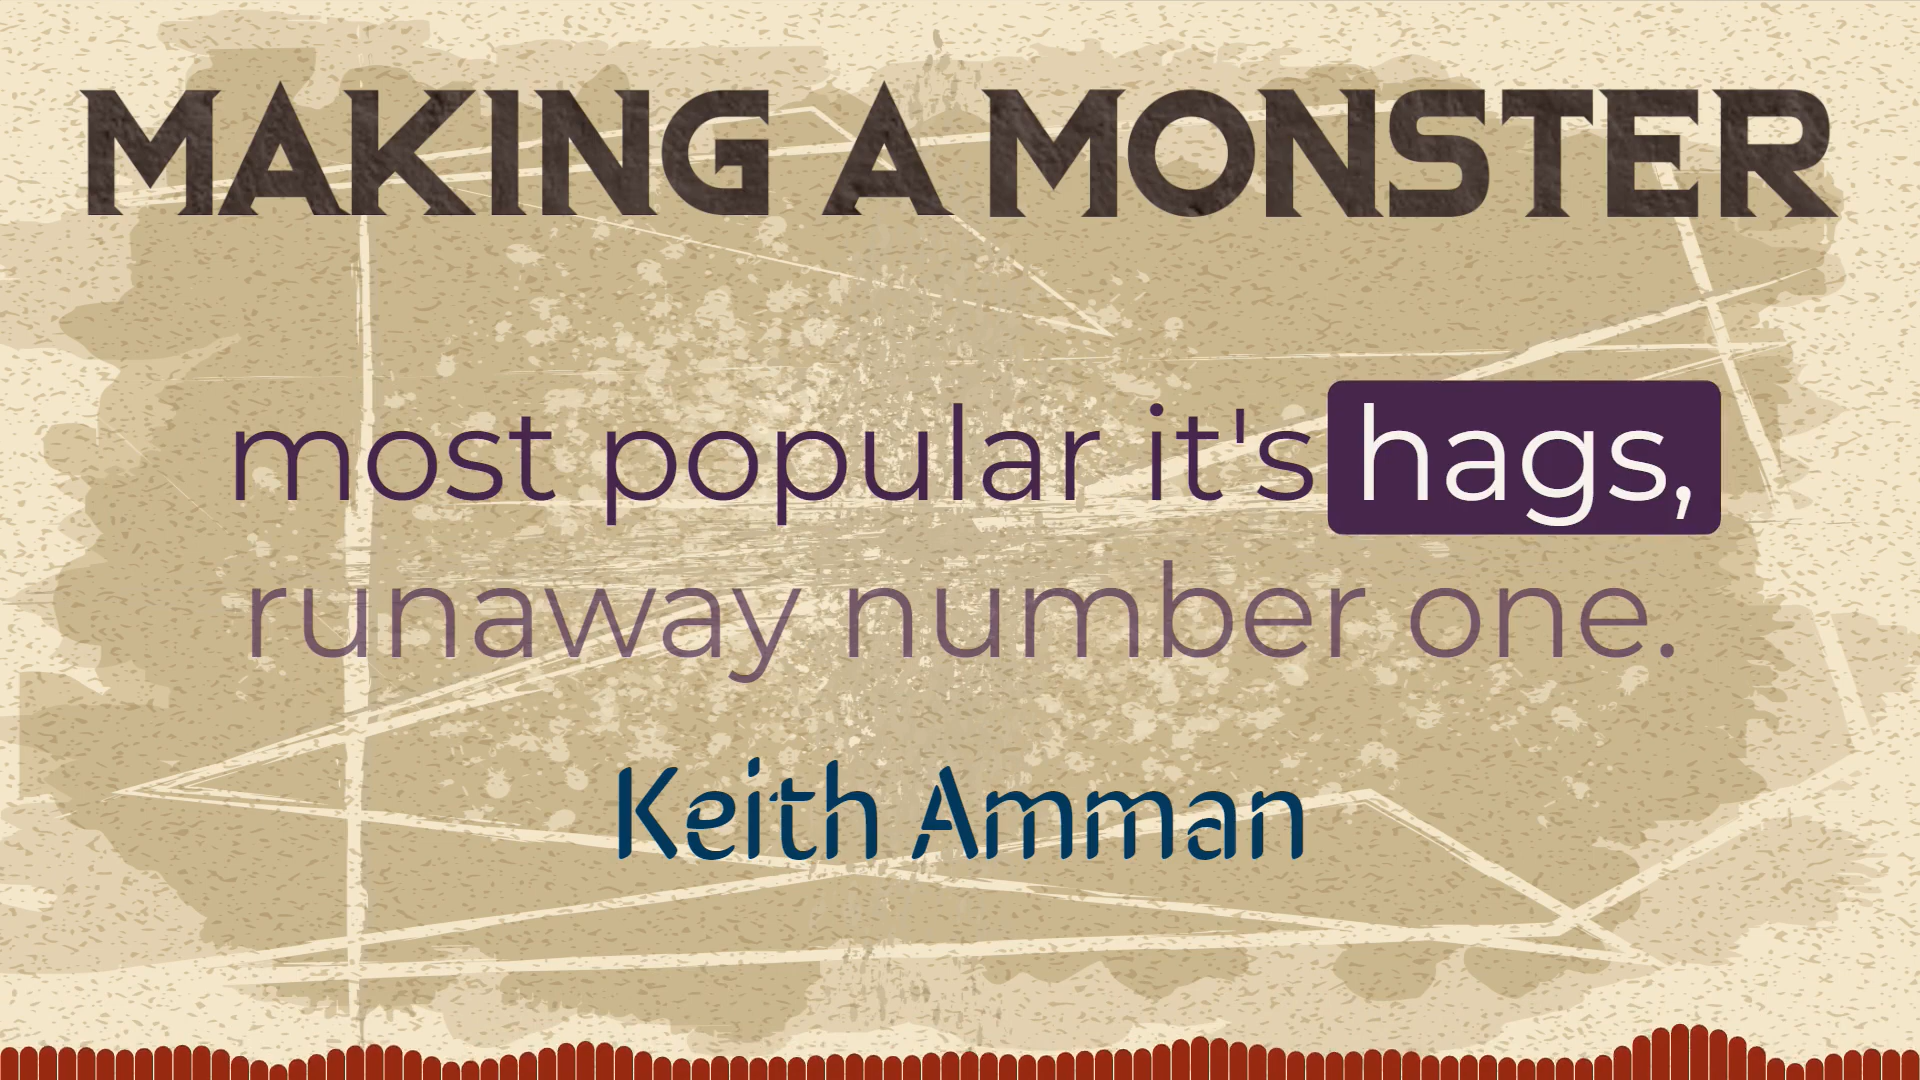 MAKING A MONSTER
most popular it's hags,
runaway number one.
Keith Amman